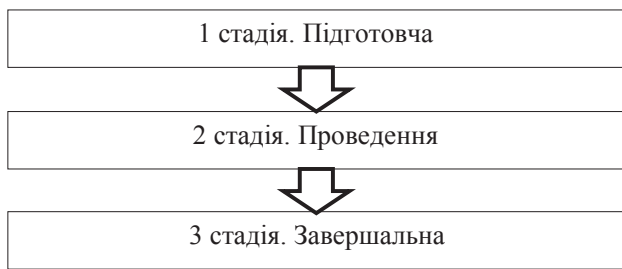 1 стадія. Підготовча
2 стадія. Проведення
3 стадія. Завершальна